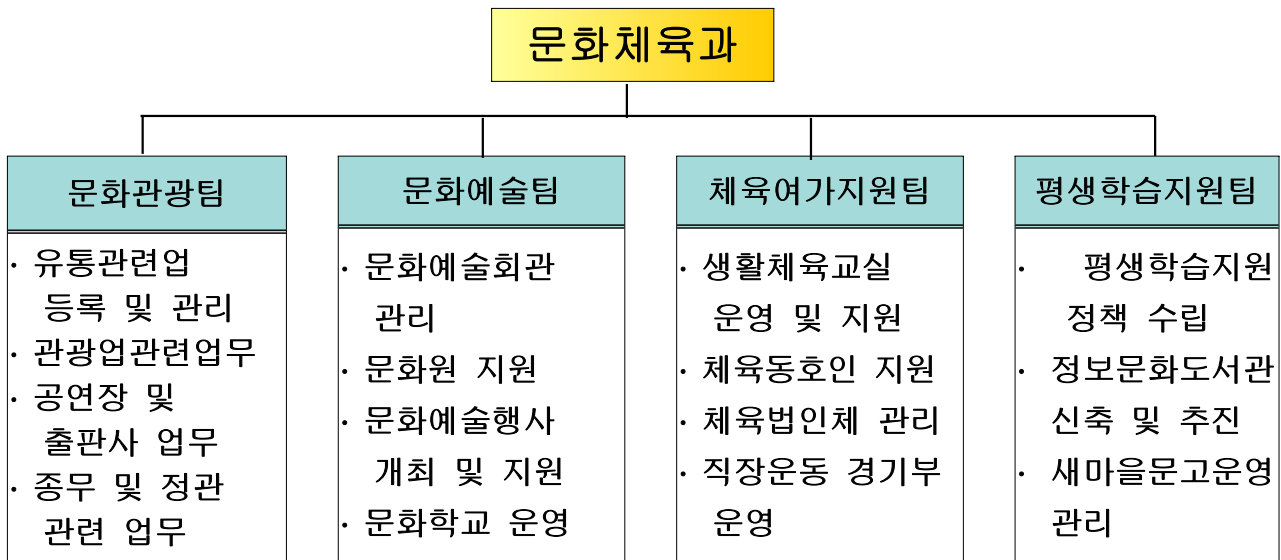 문화체육과
문화관광팀
· 유통관련업
등록 및 관리
· 관광업관련업무
· 공연장 및
출판사 업무
· 종무 및 정관
관련 업무
문화예술팀
· 문화예술회관
관리
· 문화원 지원
· 문화예술행사
개최 및 지원
· 문화학교 운영
체육여가지원팀
· 생활체육교실
운영 및 지원
· 체육동호인 지원
· 체육법인체 관리
· 직장운동 경기부
운영
평생학습지원팀
· 평생학습지원
정책 수립
· 정보문화도서관
신축 및 추진
· 새마을문고운영
관리